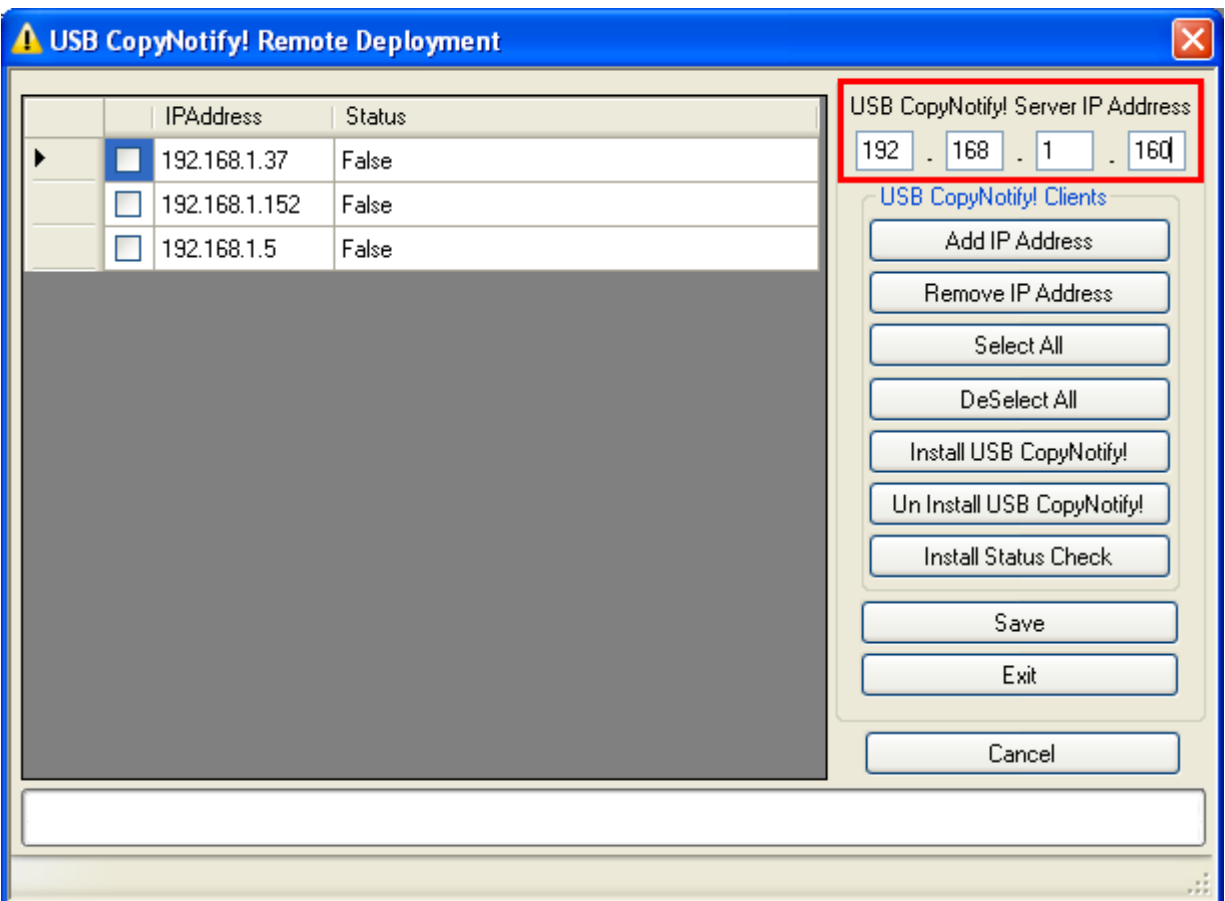 USB CopyNotify! Remote Deployment
IPAddress Status
192.168.1.37 False
192.168.1.152 False
192.168.1.5 False
USB CopyNotify! Server IP Addrress
192 . 168 . 1 . 160
USB CopyNotify! Clients
Add IP Address
Remove IP Address
Select All
DeSelect All
Install USB CopyNotify!
Un Install USB CopyNotify!
Install Status Check
Save
Exit
Cancel